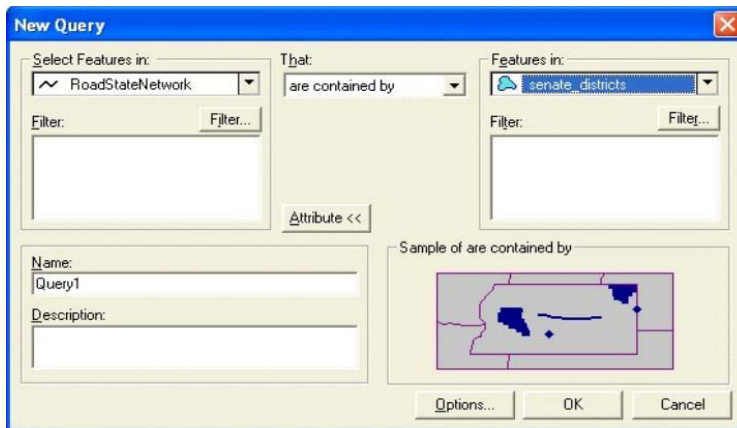 New Query
Select Features in:
RoadStateNetwork
Filter:
Filter...
That:
are contained by
Attribute <<
Features in:
senate_districts
Filter:
Filter...
Name:
Query1
Description:
Sample of are contained by
Options...
OK
Cancel